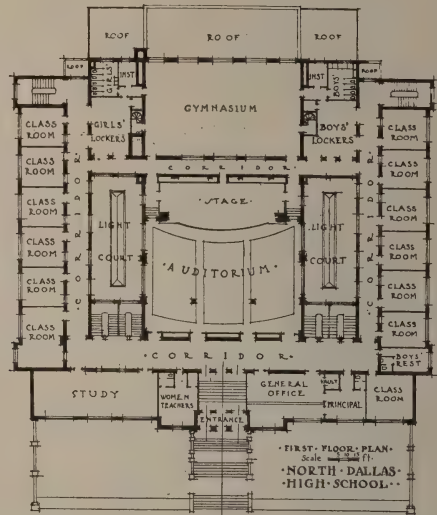 ROOF
ROOF
ROOF
ROOF
ROOF
GIRLS'
INST
GYMNASIUM
INST
BOYS'
CLASS
ROOM
GIRLS'
LOCKERS
BOYS'
LOCKERS
CLASS
ROOM
CLASS
ROOM
CORRIDOR
CLASS
ROOM
CLASS
ROOM
CORRIDOR
LIGHT
COURT
·STAGE·
·AUDITORIUM·
LIGHT
COURT
·CORRIDOR·
CLASS
ROOM
CLASS
ROOM
CLASS
ROOM
CLASS
ROOM
CLASS
ROOM
CLASS
ROOM
CLASS
ROOM
·CORRIDOR·
BOYS'
REST
STUDY
WOMEN
TEACHERS
GENERAL
OFFICE
VAULT
PRINCIPAL
CLASS
ROOM
ENTRANCE
·FIRST·FLOOR·PLAN·
Scale ft.
·NORTH·DALLAS·
·HIGH·SCHOOL·